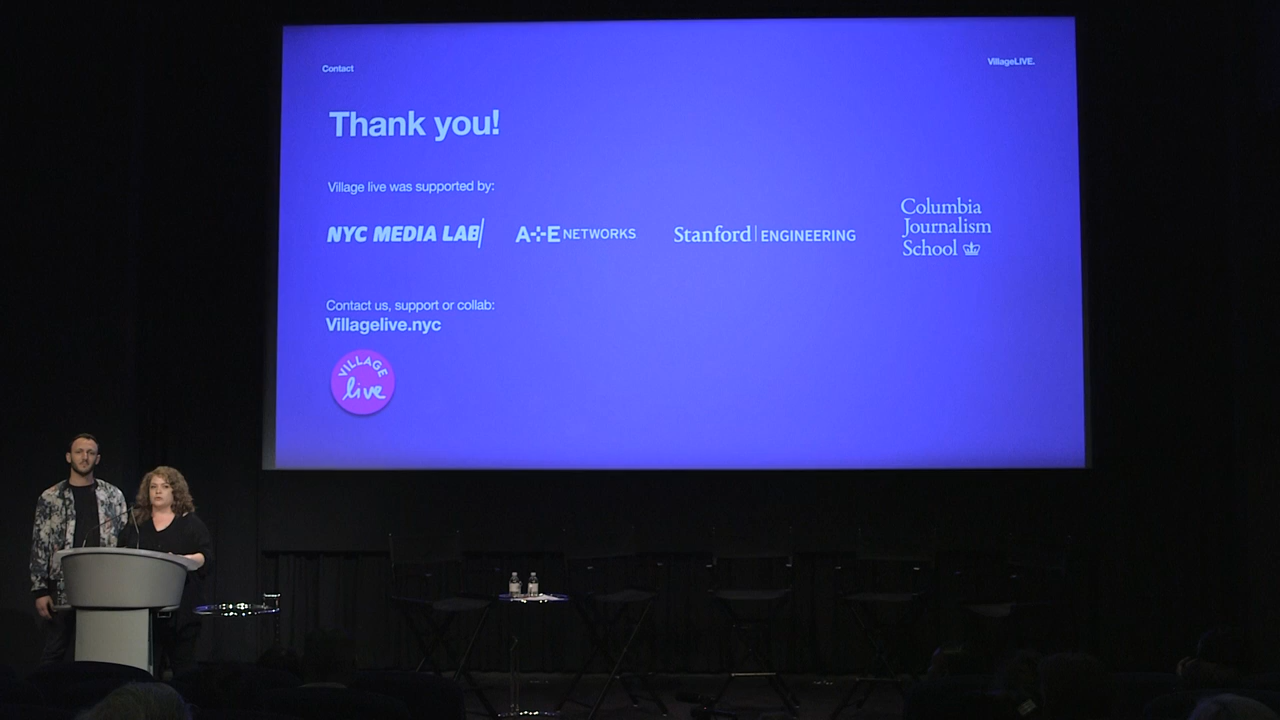 Contact
VillageLIVE.
Thank you!
Village live was supported by:
NYC MEDIA LAB
A+E NETWORKS
Stanford | ENGINEERING
Columbia
Journalism
School
Contact us, support or collab:
Villagelive.nyc
VILLAGE
live